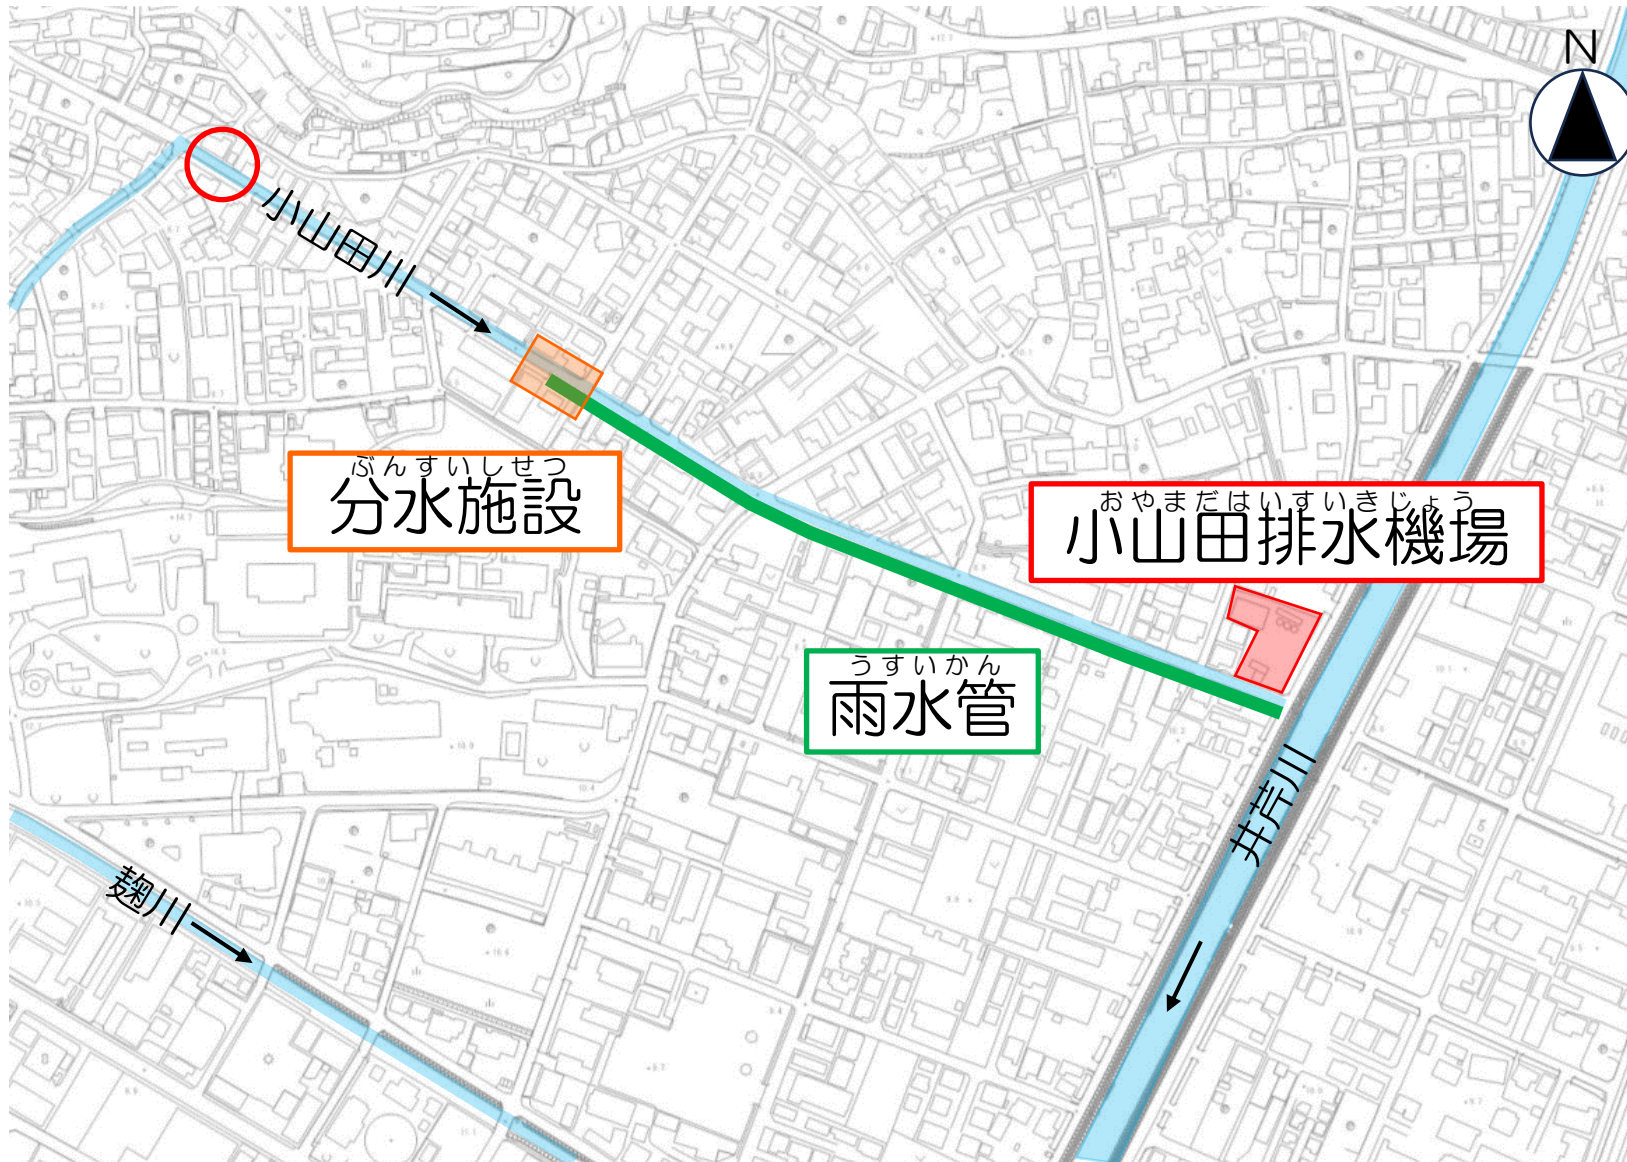 N
小山田川
ぶんすいしせつ
分水施設
おやまだはいすいきじょう
小山田排水機場
うすいかん
雨水管
井芹川
麹川